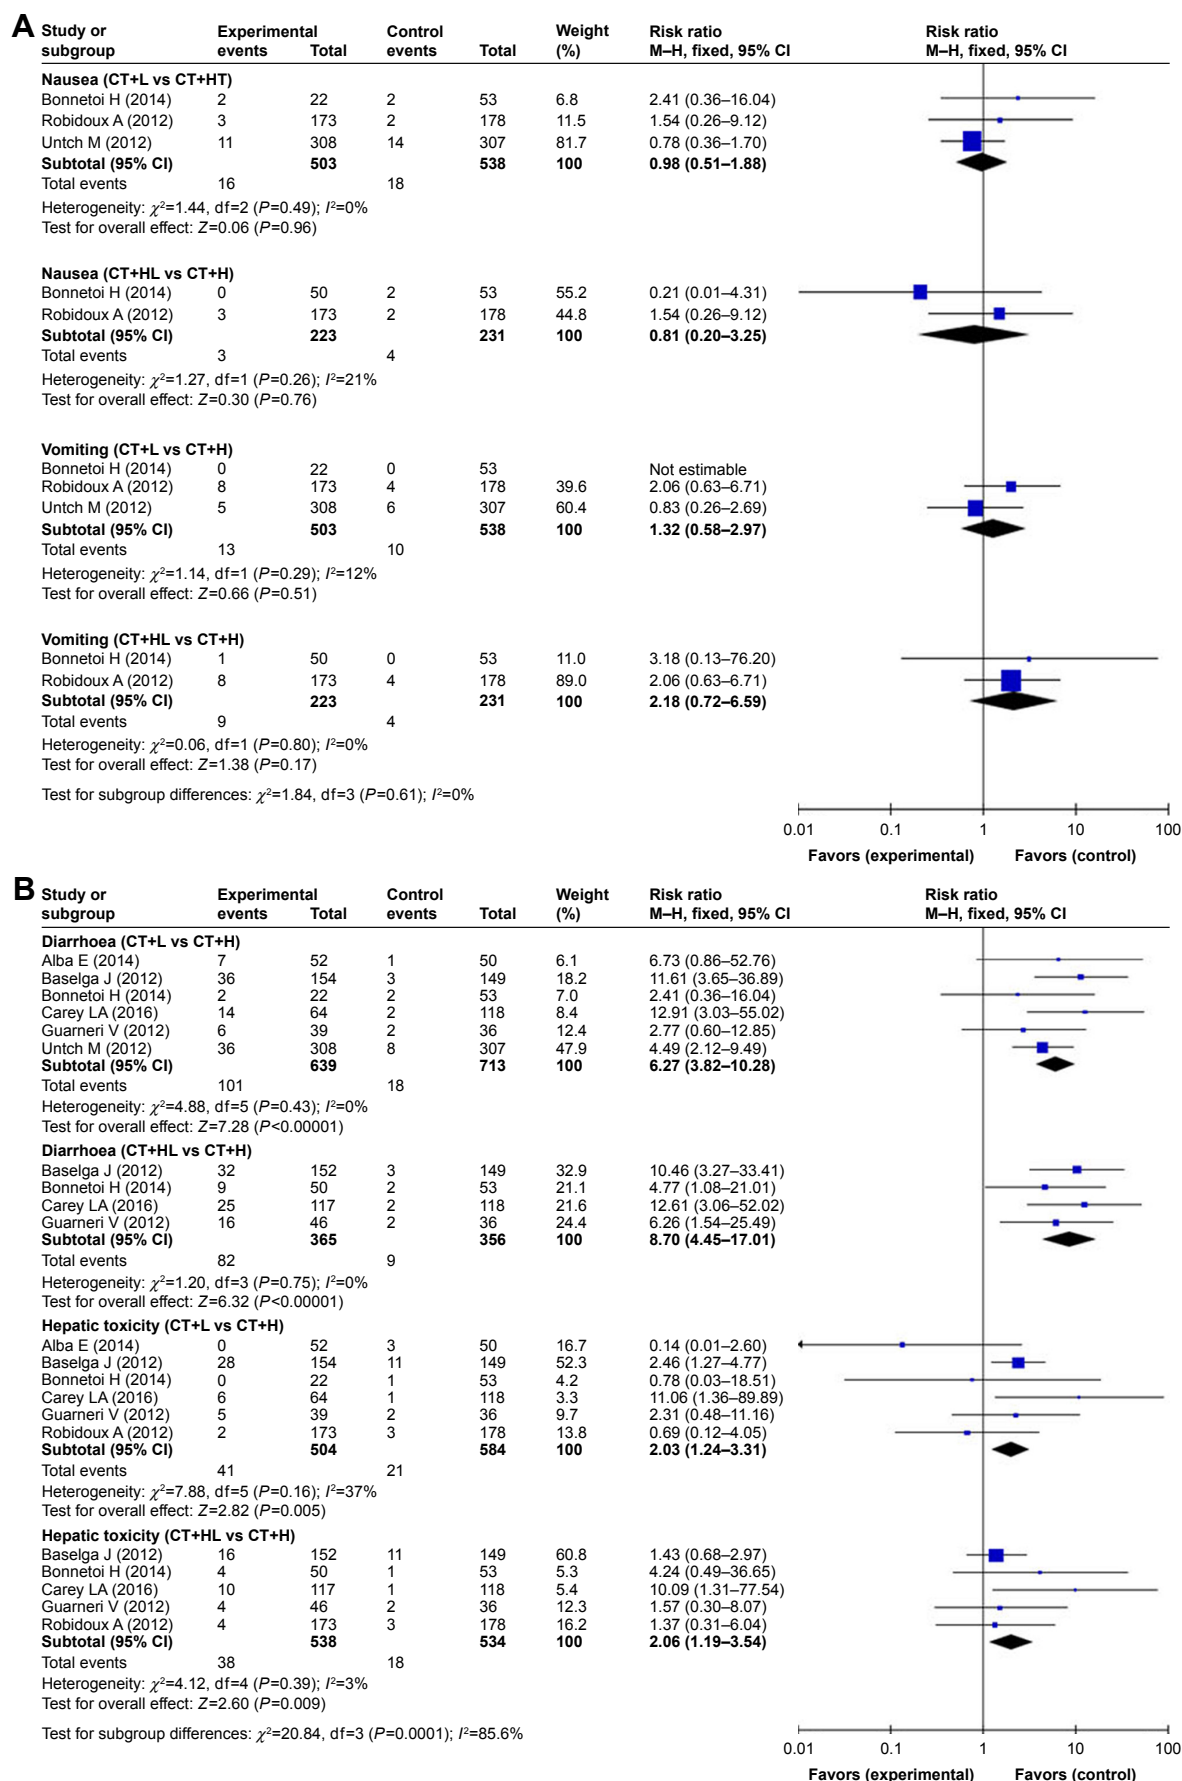 A
Study or subgroup Experimental events Total Control events Total Weight (%) Risk ratio M–H, fixed, 95% CI Risk ratio M–H, fixed, 95% CI
Nausea (CT+L vs CT+HT)
Bonnetoi H (2014) 2 22 2 53 6.8 2.41 (0.36–16.04)
Robidoux A (2012) 3 173 2 178 11.5 1.54 (0.26–9.12)
Untch M (2012) 11 308 14 307 81.7 0.78 (0.36–1.70)
Subtotal (95% CI) 503 538 100 0.98 (0.51–1.88)
Total events 16 18
Heterogeneity: χ²=1.44, df=2 (P=0.49); I²=0%
Test for overall effect: Z=0.06 (P=0.96)
Nausea (CT+HL vs CT+H)
Bonnetoi H (2014) 0 50 2 53 55.2 0.21 (0.01–4.31)
Robidoux A (2012) 3 173 2 178 44.8 1.54 (0.26–9.12)
Subtotal (95% CI) 223 231 100 0.81 (0.20–3.25)
Total events 3 4
Heterogeneity: χ²=1.27, df=1 (P=0.26); I²=21%
Test for overall effect: Z=0.30 (P=0.76)
Vomiting (CT+L vs CT+H)
Bonnetoi H (2014) 0 22 0 53 Not estimable
Robidoux A (2012) 8 173 4 178 39.6 2.06 (0.63–6.71)
Untch M (2012) 5 308 6 307 60.4 0.83 (0.26–2.69)
Subtotal (95% CI) 503 538 100 1.32 (0.58–2.97)
Total events 13 10
Heterogeneity: χ²=1.14, df=1 (P=0.29); I²=12%
Test for overall effect: Z=0.66 (P=0.51)
Vomiting (CT+HL vs CT+H)
Bonnetoi H (2014) 1 50 0 53 11.0 3.18 (0.13–76.20)
Robidoux A (2012) 8 173 4 178 89.0 2.06 (0.63–6.71)
Subtotal (95% CI) 223 231 100 2.18 (0.72–6.59)
Total events 9 4
Heterogeneity: χ²=0.06, df=1 (P=0.80); I²=0%
Test for overall effect: Z=1.38 (P=0.17)
Test for subgroup differences: χ²=1.84, df=3 (P=0.61); I²=0%
0.01 0.1 1 10 100
Favors (experimental) Favors (control)
B
Study or subgroup Experimental events Total Control events Total Weight (%) Risk ratio M–H, fixed, 95% CI Risk ratio M–H, fixed, 95% CI
Diarrhoea (CT+L vs CT+H)
Alba E (2014) 7 52 1 50 6.1 6.73 (0.86–52.76)
Baselga J (2012) 36 154 3 149 18.2 11.61 (3.65–36.89)
Bonnetoi H (2014) 2 22 2 53 7.0 2.41 (0.36–16.04)
Carey LA (2016) 14 64 2 118 8.4 12.91 (3.03–55.02)
Guarneri V (2012) 6 39 2 36 12.4 2.77 (0.60–12.85)
Untch M (2012) 36 308 8 307 47.9 4.49 (2.12–9.49)
Subtotal (95% CI) 639 713 100 6.27 (3.82–10.28)
Total events 101 18
Heterogeneity: χ²=4.88, df=5 (P=0.43); I²=0%
Test for overall effect: Z=7.28 (P<0.00001)
Diarrhoea (CT+HL vs CT+H)
Baselga J (2012) 32 152 3 149 32.9 10.46 (3.27–33.41)
Bonnetoi H (2014) 9 50 2 53 21.1 4.77 (1.08–21.01)
Carey LA (2016) 25 117 2 118 21.6 12.61 (3.06–52.02)
Guarneri V (2012) 16 46 2 36 24.4 6.26 (1.54–25.49)
Subtotal (95% CI) 365 356 100 8.70 (4.45–17.01)
Total events 82 9
Heterogeneity: χ²=1.20, df=3 (P=0.75); I²=0%
Test for overall effect: Z=6.32 (P<0.00001)
Hepatic toxicity (CT+L vs CT+H)
Alba E (2014) 0 52 3 50 16.7 0.14 (0.01–2.60)
Baselga J (2012) 28 154 11 149 52.3 2.46 (1.27–4.77)
Bonnetoi H (2014) 0 22 1 53 4.2 0.78 (0.03–18.51)
Carey LA (2016) 6 64 1 118 3.3 11.06 (1.36–89.89)
Guarneri V (2012) 5 39 2 36 9.7 2.31 (0.48–11.16)
Robidoux A (2012) 2 173 3 178 13.8 0.69 (0.12–4.05)
Subtotal (95% CI) 504 584 100 2.03 (1.24–3.31)
Total events 41 21
Heterogeneity: χ²=7.88, df=5 (P=0.16); I²=37%
Test for overall effect: Z=2.82 (P=0.005)
Hepatic toxicity (CT+HL vs CT+H)
Baselga J (2012) 16 152 11 149 60.8 1.43 (0.68–2.97)
Bonnetoi H (2014) 4 50 1 53 5.3 4.24 (0.49–36.65)
Carey LA (2016) 10 117 1 118 5.4 10.09 (1.31–77.54)
Guarneri V (2012) 4 46 2 36 12.3 1.57 (0.30–8.07)
Robidoux A (2012) 4 173 3 178 16.2 1.37 (0.31–6.04)
Subtotal (95% CI) 538 534 100 2.06 (1.19–3.54)
Total events 38 18
Heterogeneity: χ²=4.12, df=4 (P=0.39); I²=3%
Test for overall effect: Z=2.60 (P=0.009)
Test for subgroup differences: χ²=20.84, df=3 (P=0.0001); I²=85.6%
0.01 0.1 1 10 100
Favors (experimental) Favors (control)